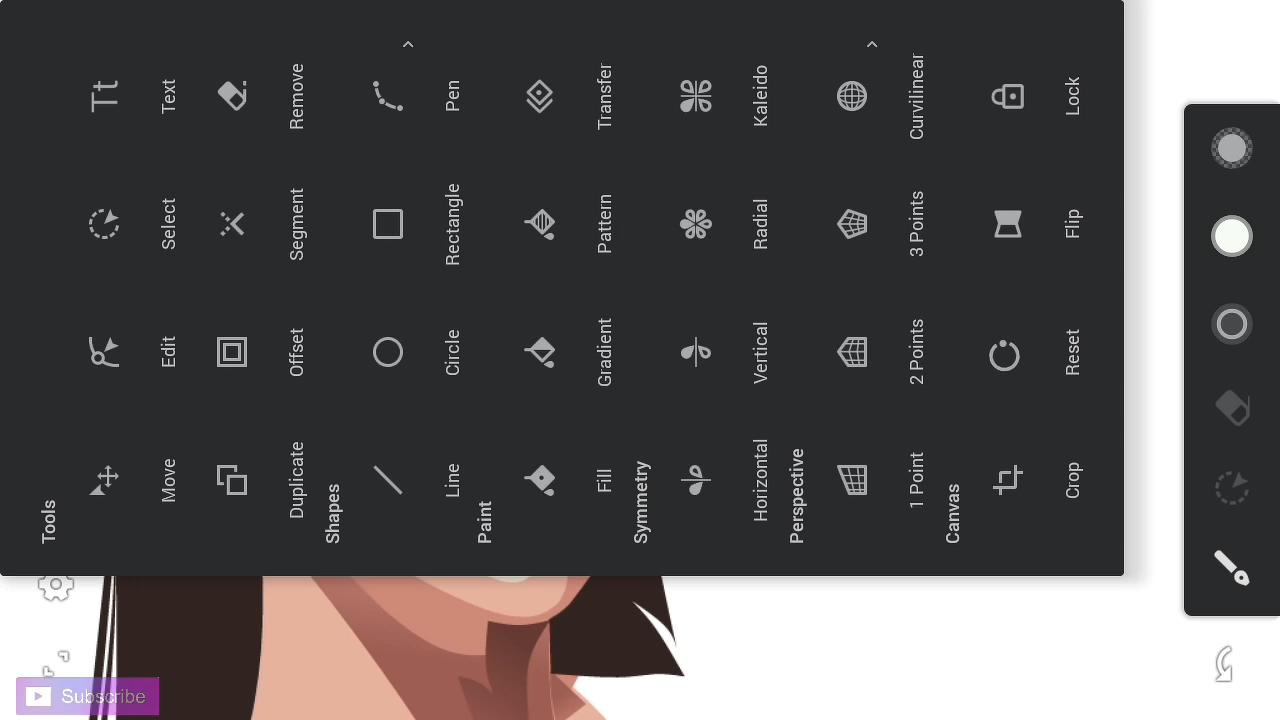 Tools
Move Edit Select Text
Duplicate Offset Segment Remove
Shapes
Line Circle Rectangle Pen
Paint
Fill Gradient Pattern Transfer
Symmetry
Horizontal Vertical Radial Kaleido
Perspective
1 Point 2 Points 3 Points Curvilinear
Canvas
Crop Reset Flip Lock
Subscribe